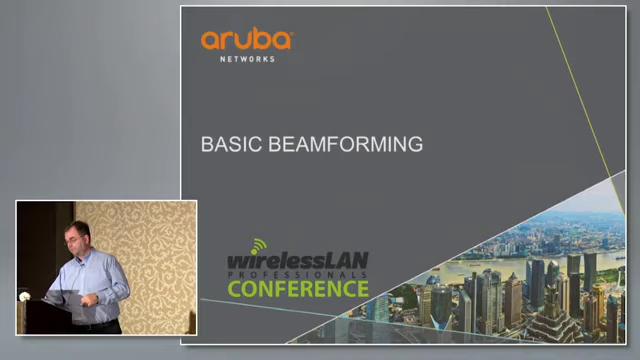 aruba
NETWORKS
BASIC BEAMFORMING
wirelessLAN
PROFESSIONALS
CONFERENCE